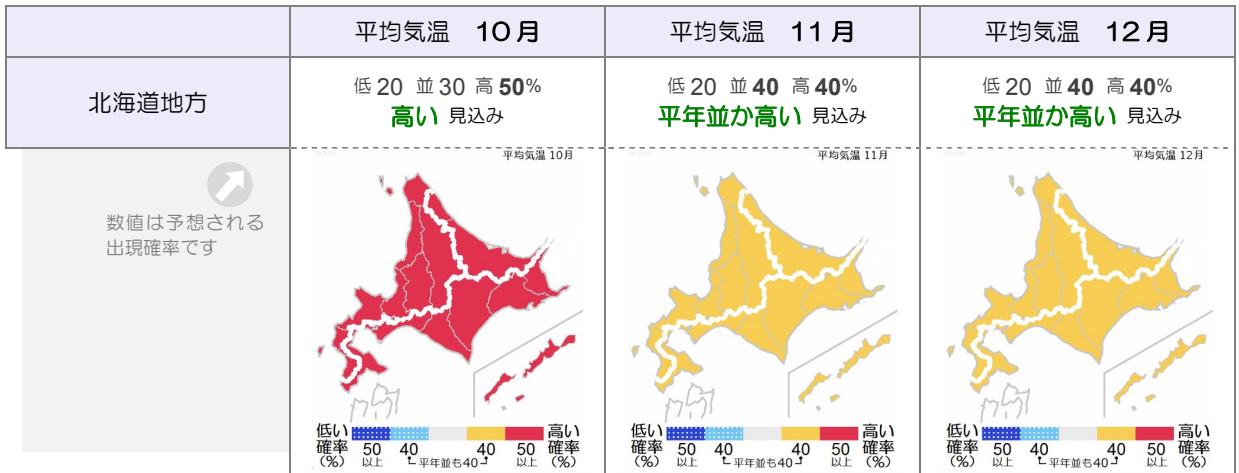 平均気温　10月
平均気温　11月
平均気温　12月
北海道地方
低20 並30 高50%
高い 見込み
低20 並40 高40%
平年並か高い 見込み
低20 並40 高40%
平年並か高い 見込み
数値は予想される
出現確率です
平均気温 10月
低い
確率
(%)
50
以上
40
平年並も40
40
50
以上
高い
確率
(%)
平均気温 11月
低い
確率
(%)
50
以上
40
平年並も40
40
50
以上
高い
確率
(%)
平均気温 12月
低い
確率
(%)
50
以上
40
平年並も40
40
50
以上
高い
確率
(%)